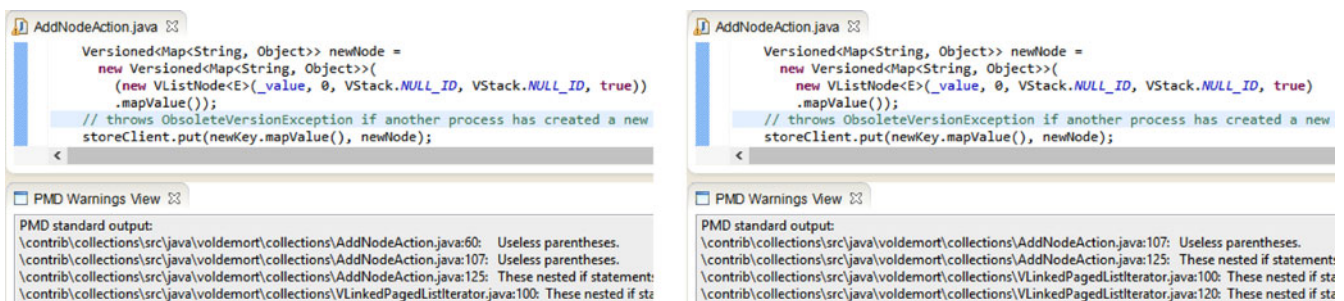 AddNodeAction.java
Versioned<Map<String, Object>> newNode =
new Versioned<Map<String, Object>>(
(new VListNode<E>(_value, 0, VStack.NULL_ID, VStack.NULL_ID, true))
.mapValue());
// throws ObsoleteVersionException if another process has created a new
storeClient.put(newKey.mapValue(), newNode);
PMD Warnings View
PMD standard output:
\contrib\collections\src\java\voldemort\collections\AddNodeAction.java:60: Useless parentheses.
\contrib\collections\src\java\voldemort\collections\AddNodeAction.java:107: Useless parentheses.
\contrib\collections\src\java\voldemort\collections\AddNodeAction.java:125: These nested if statements
\contrib\collections\src\java\voldemort\collections\VLinkedPagedListIterator.java:100: These nested if sta
AddNodeAction.java
Versioned<Map<String, Object>> newNode =
new Versioned<Map<String, Object>>(
new VListNode<E>(_value, 0, VStack.NULL_ID, VStack.NULL_ID, true)
.mapValue());
// throws ObsoleteVersionException if another process has created a new
storeClient.put(newKey.mapValue(), newNode);
PMD Warnings View
PMD standard output:
\contrib\collections\src\java\voldemort\collections\AddNodeAction.java:107: Useless parentheses.
\contrib\collections\src\java\voldemort\collections\AddNodeAction.java:125: These nested if statements
\contrib\collections\src\java\voldemort\collections\VLinkedPagedListIterator.java:100: These nested if sta
\contrib\collections\src\java\voldemort\collections\VLinkedPagedListIterator.java:120: These nested if sta